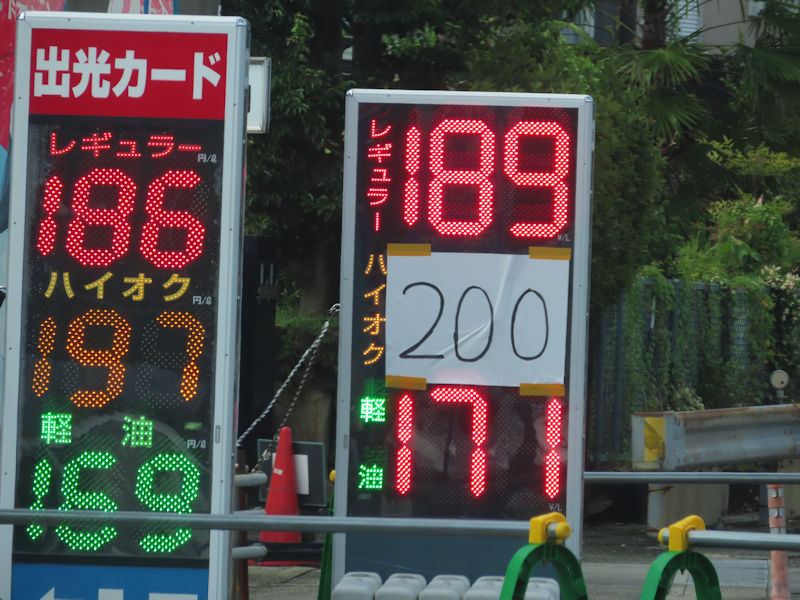 出光カード
レギュラー
円/ℓ
186
ハイオク
円/ℓ
197
軽油
円/ℓ
169
レギュラー
189
¥/L
ハイオク
200
軽油
171
¥/L